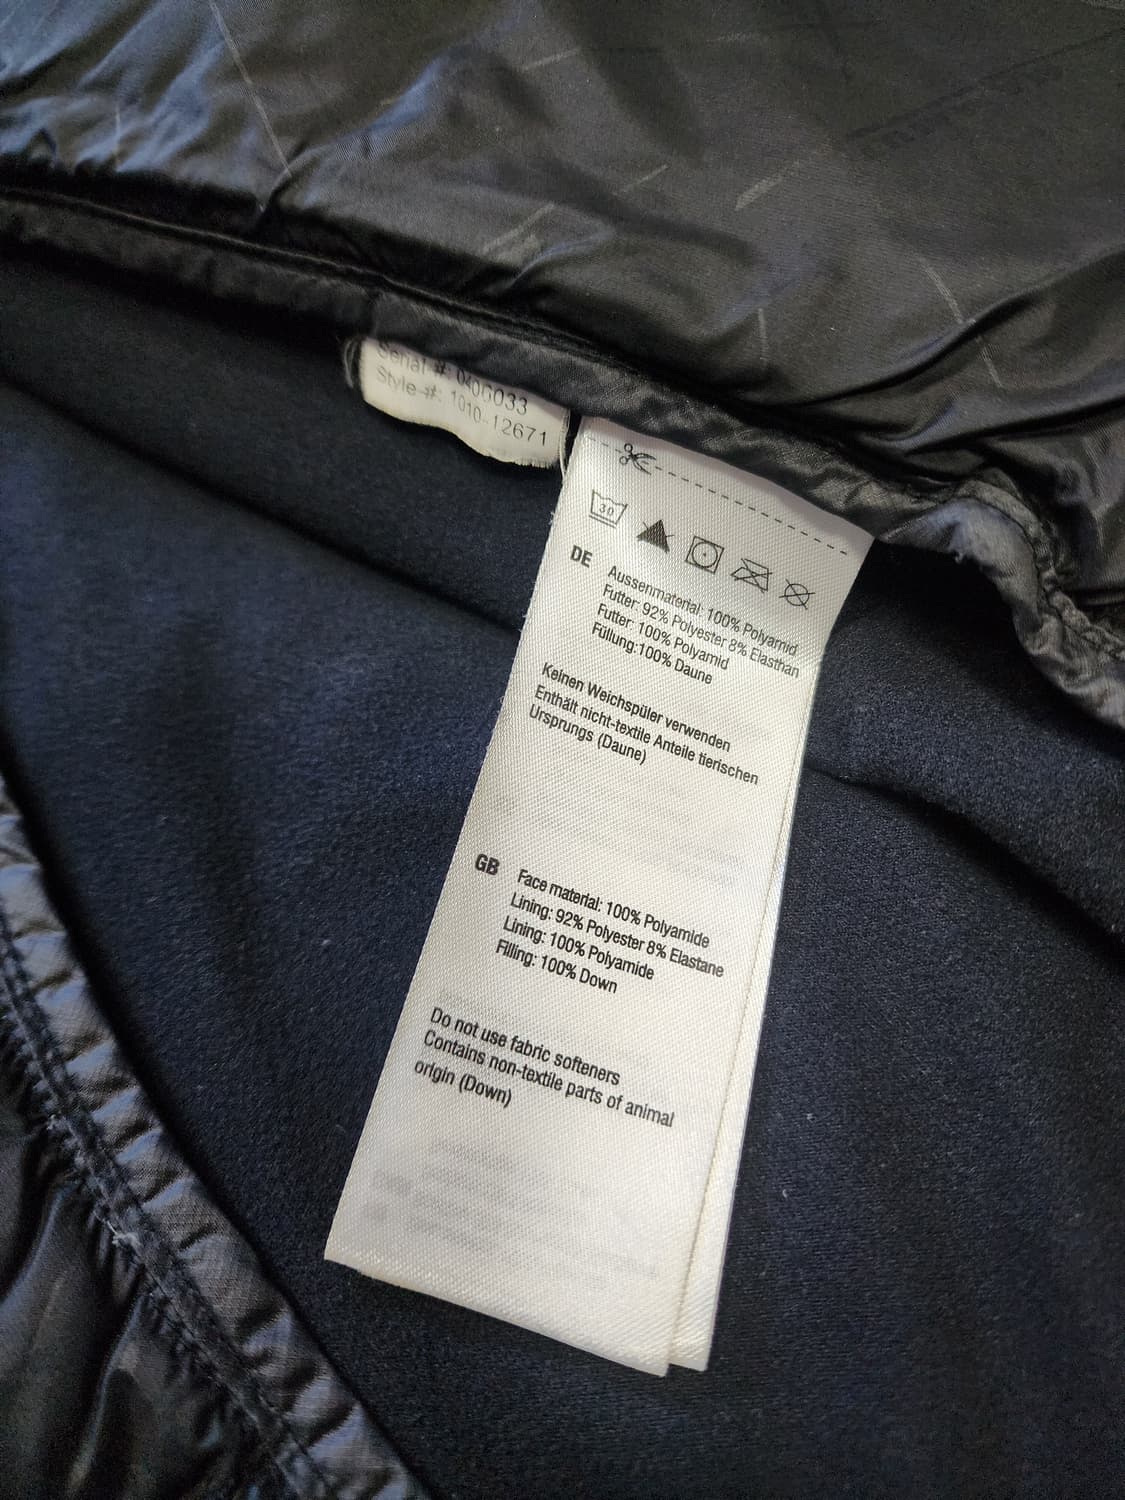 Serial #: 0406033
Style #: 1010-12671
30
DE
Aussenmaterial: 100% Polyamid
Futter: 92% Polyester 8% Elasthan
Futter: 100% Polyamid
Füllung:100% Daune
Keinen Weichspüler verwenden
Enthält nicht-textile Anteile tierischen
Ursprungs (Daune)
GB
Face material: 100% Polyamide
Lining: 92% Polyester 8% Elastane
Lining: 100% Polyamide
Filling: 100% Down
Do not use fabric softeners
Contains non-textile parts of animal
origin (Down)